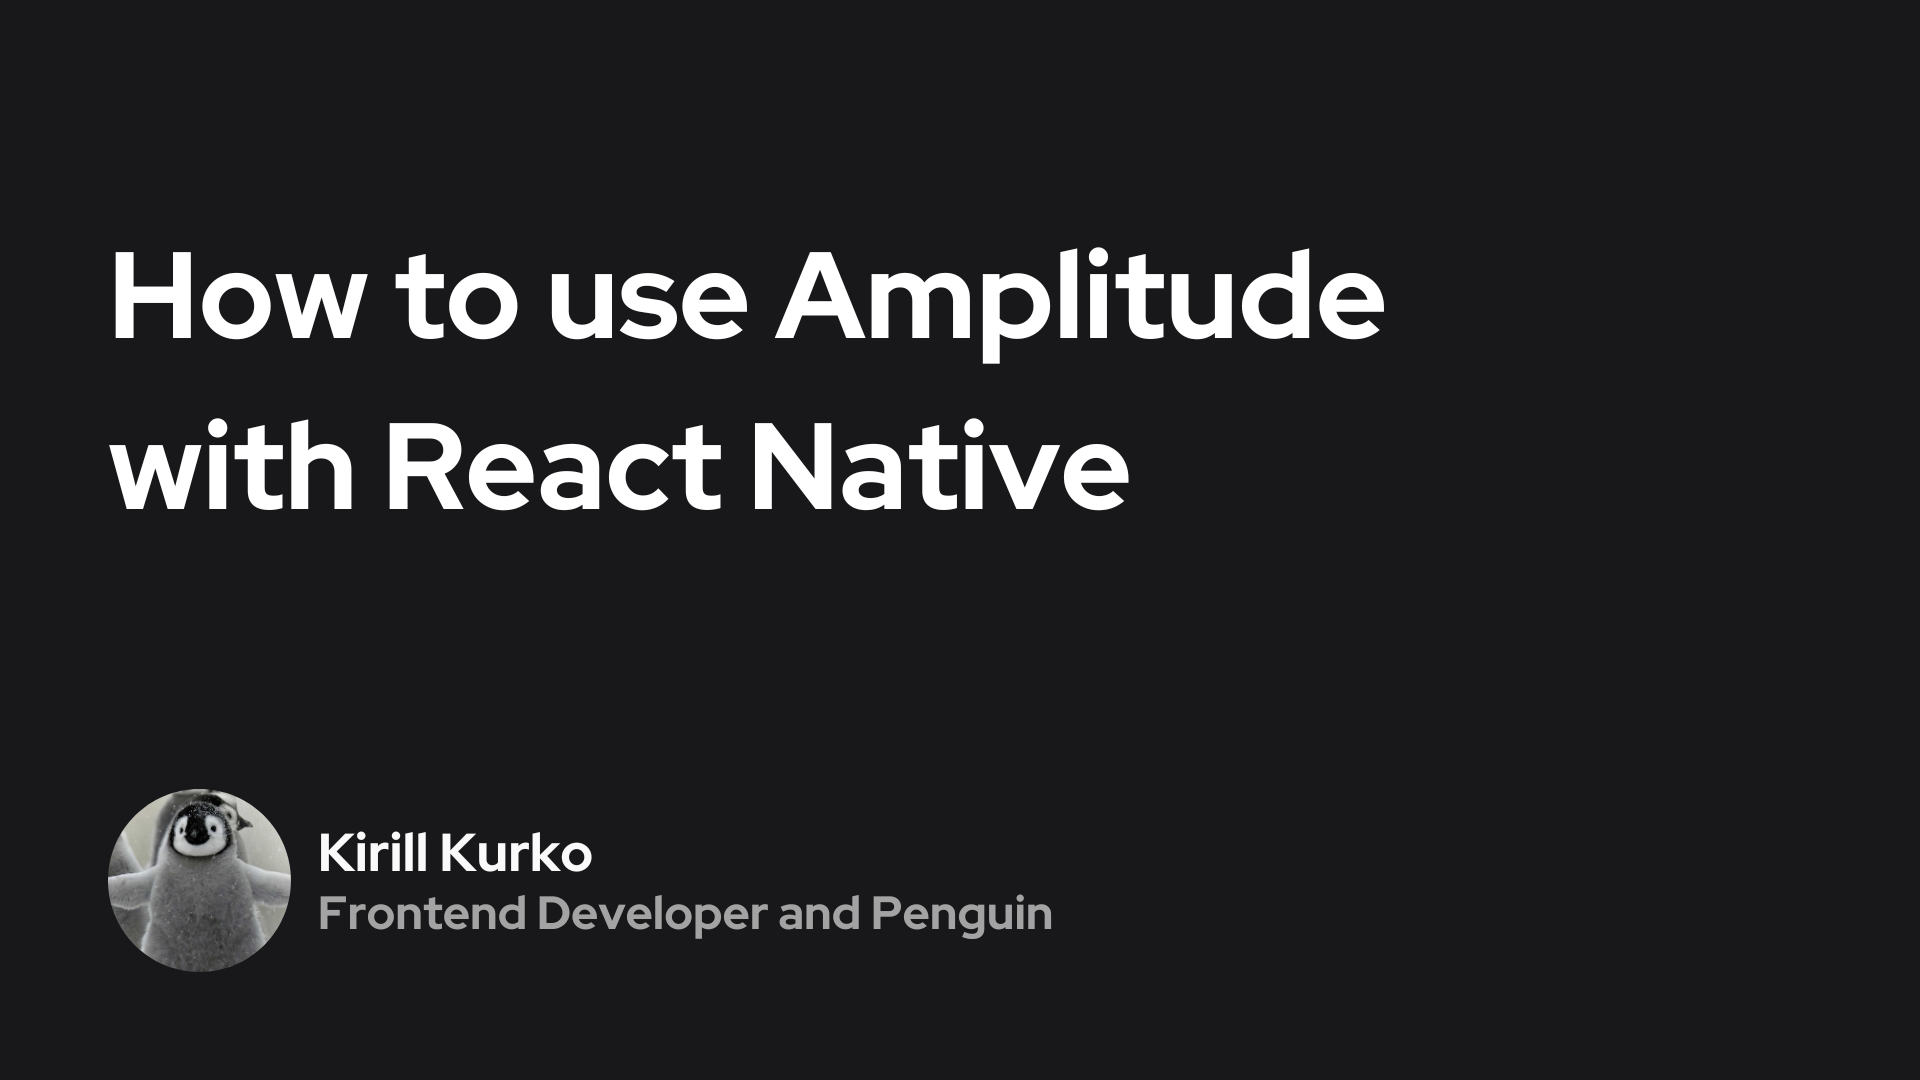 How to use Amplitude
with React Native
Kirill Kurko
Frontend Developer and Penguin